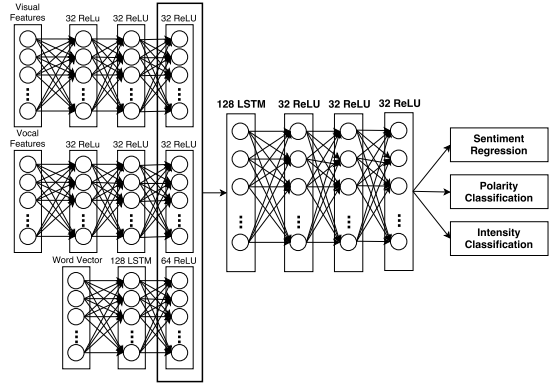 Visual
Features
32 ReLu
32 ReLU
32 ReLU
Vocal
Features
32 ReLu
32 ReLU
32 ReLU
Word Vector
128 LSTM
64 ReLU
128 LSTM
32 ReLU
32 ReLU
32 ReLU
Sentiment
Regression
Polarity
Classification
Intensity
Classification